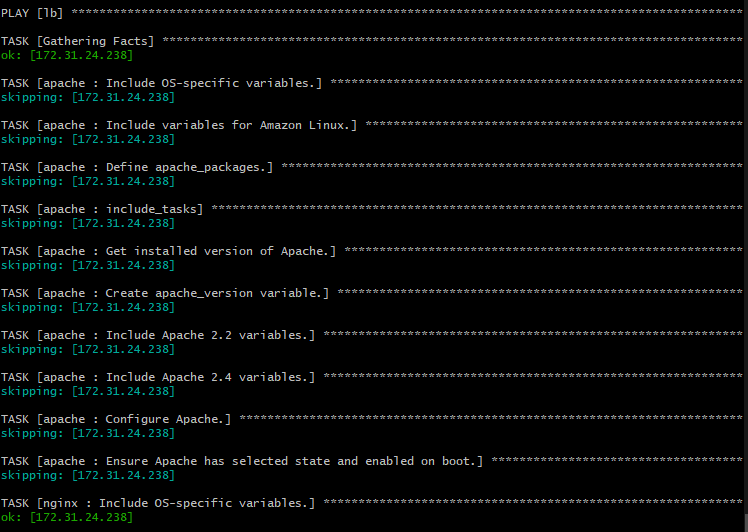 PLAY [lb] ************************************************************************************************
TASK [Gathering Facts] ***********************************************************************************
ok: [172.31.24.238]
TASK [apache : Include OS-specific variables.] ***********************************************************
skipping: [172.31.24.238]
TASK [apache : Include variables for Amazon Linux.] ******************************************************
skipping: [172.31.24.238]
TASK [apache : Define apache_packages.] ******************************************************************
skipping: [172.31.24.238]
TASK [apache : include_tasks] ****************************************************************************
skipping: [172.31.24.238]
TASK [apache : Get installed version of Apache.] *********************************************************
skipping: [172.31.24.238]
TASK [apache : Create apache_version variable.] **********************************************************
skipping: [172.31.24.238]
TASK [apache : Include Apache 2.2 variables.] ************************************************************
skipping: [172.31.24.238]
TASK [apache : Include Apache 2.4 variables.] ************************************************************
skipping: [172.31.24.238]
TASK [apache : Configure Apache.] ************************************************************************
skipping: [172.31.24.238]
TASK [apache : Ensure Apache has selected state and enabled on boot.] ************************************
skipping: [172.31.24.238]
TASK [nginx : Include OS-specific variables.] ************************************************************
ok: [172.31.24.238]